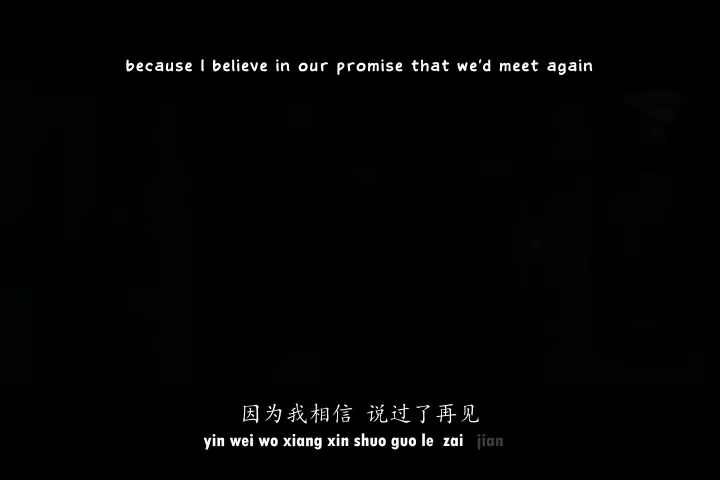 because I believe in our promise that we'd meet again
因为我相信 说过了再见
yin wei wo xiang xin shuo guo le zai jian